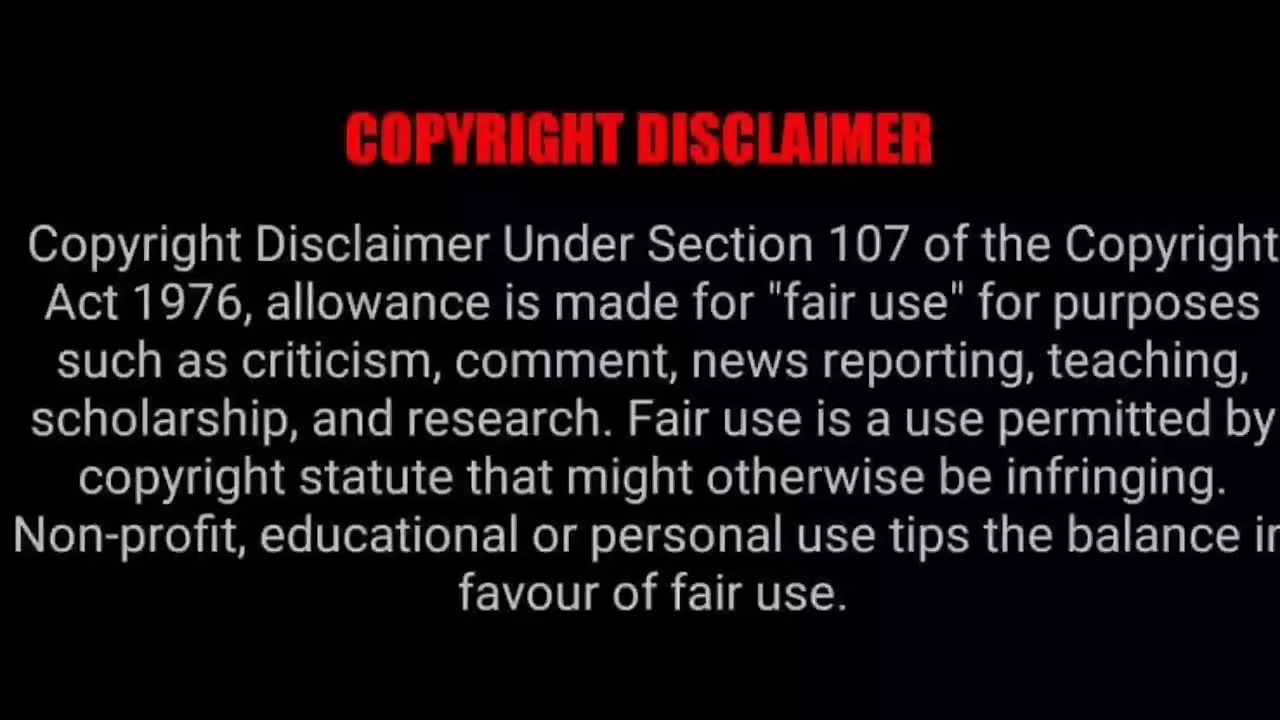 COPYRIGHT DISCLAIMER
Copyright Disclaimer Under Section 107 of the Copyright
Act 1976, allowance is made for "fair use" for purposes
such as criticism, comment, news reporting, teaching,
scholarship, and research. Fair use is a use permitted by
copyright statute that might otherwise be infringing.
Non-profit, educational or personal use tips the balance in
favour of fair use.